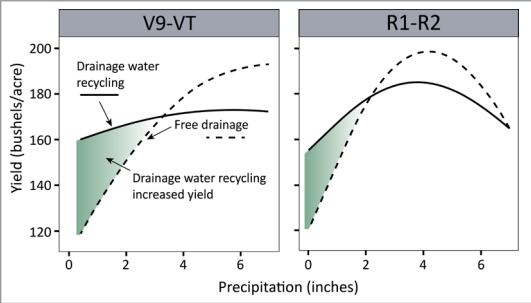 V9-VT
R1-R2
Yield (bushels/acre)
200
180
160
140
120
Drainage water
recycling
Free drainage
Drainage water recycling
increased yield
0
2
4
6
0
2
4
6
Precipitation (inches)